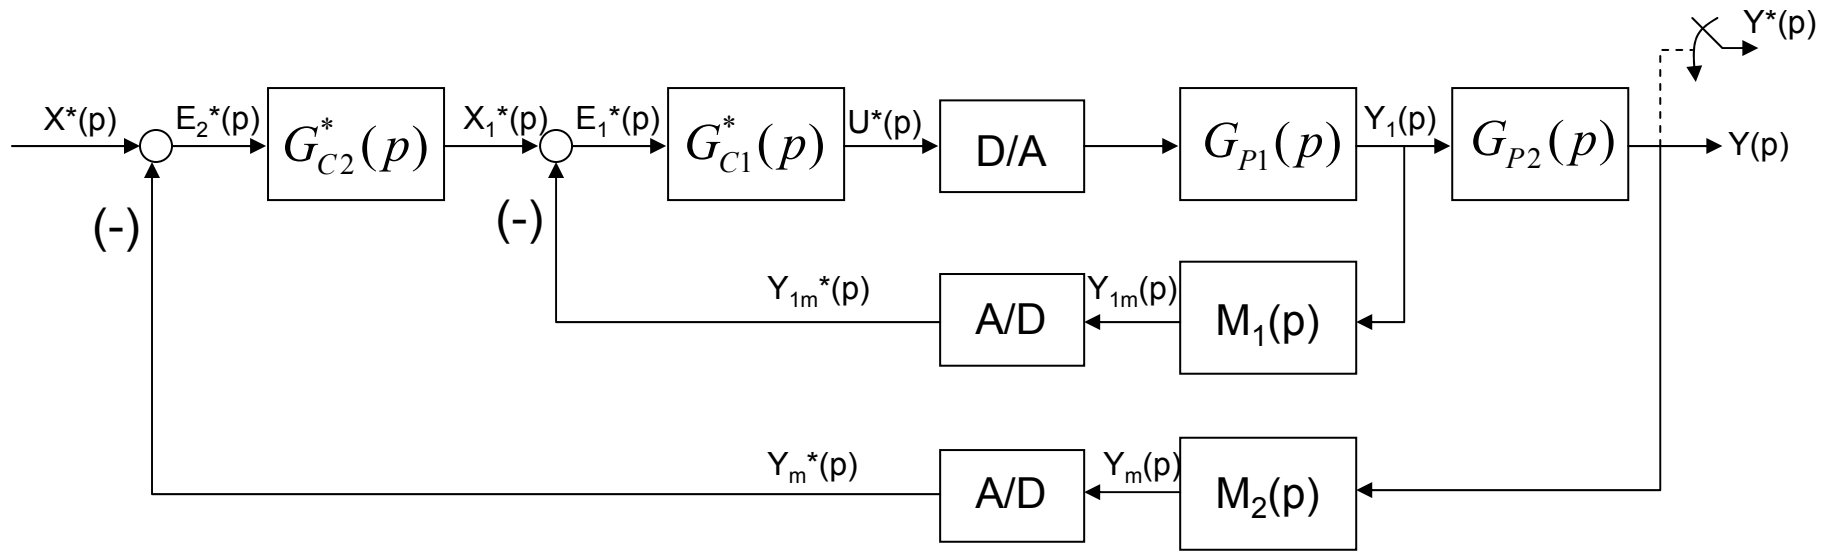 Y*(p)
X*(p)
E₂*(p)
G*C2(p)
X₁*(p)
E₁*(p)
G*C1(p)
U*(p)
D/A
GP1(p)
Y₁(p)
GP2(p)
Y(p)
(-)
(-)
Y₁ₘ*(p)
A/D
Y₁ₘ(p)
M₁(p)
Yₘ*(p)
A/D
Yₘ(p)
M₂(p)